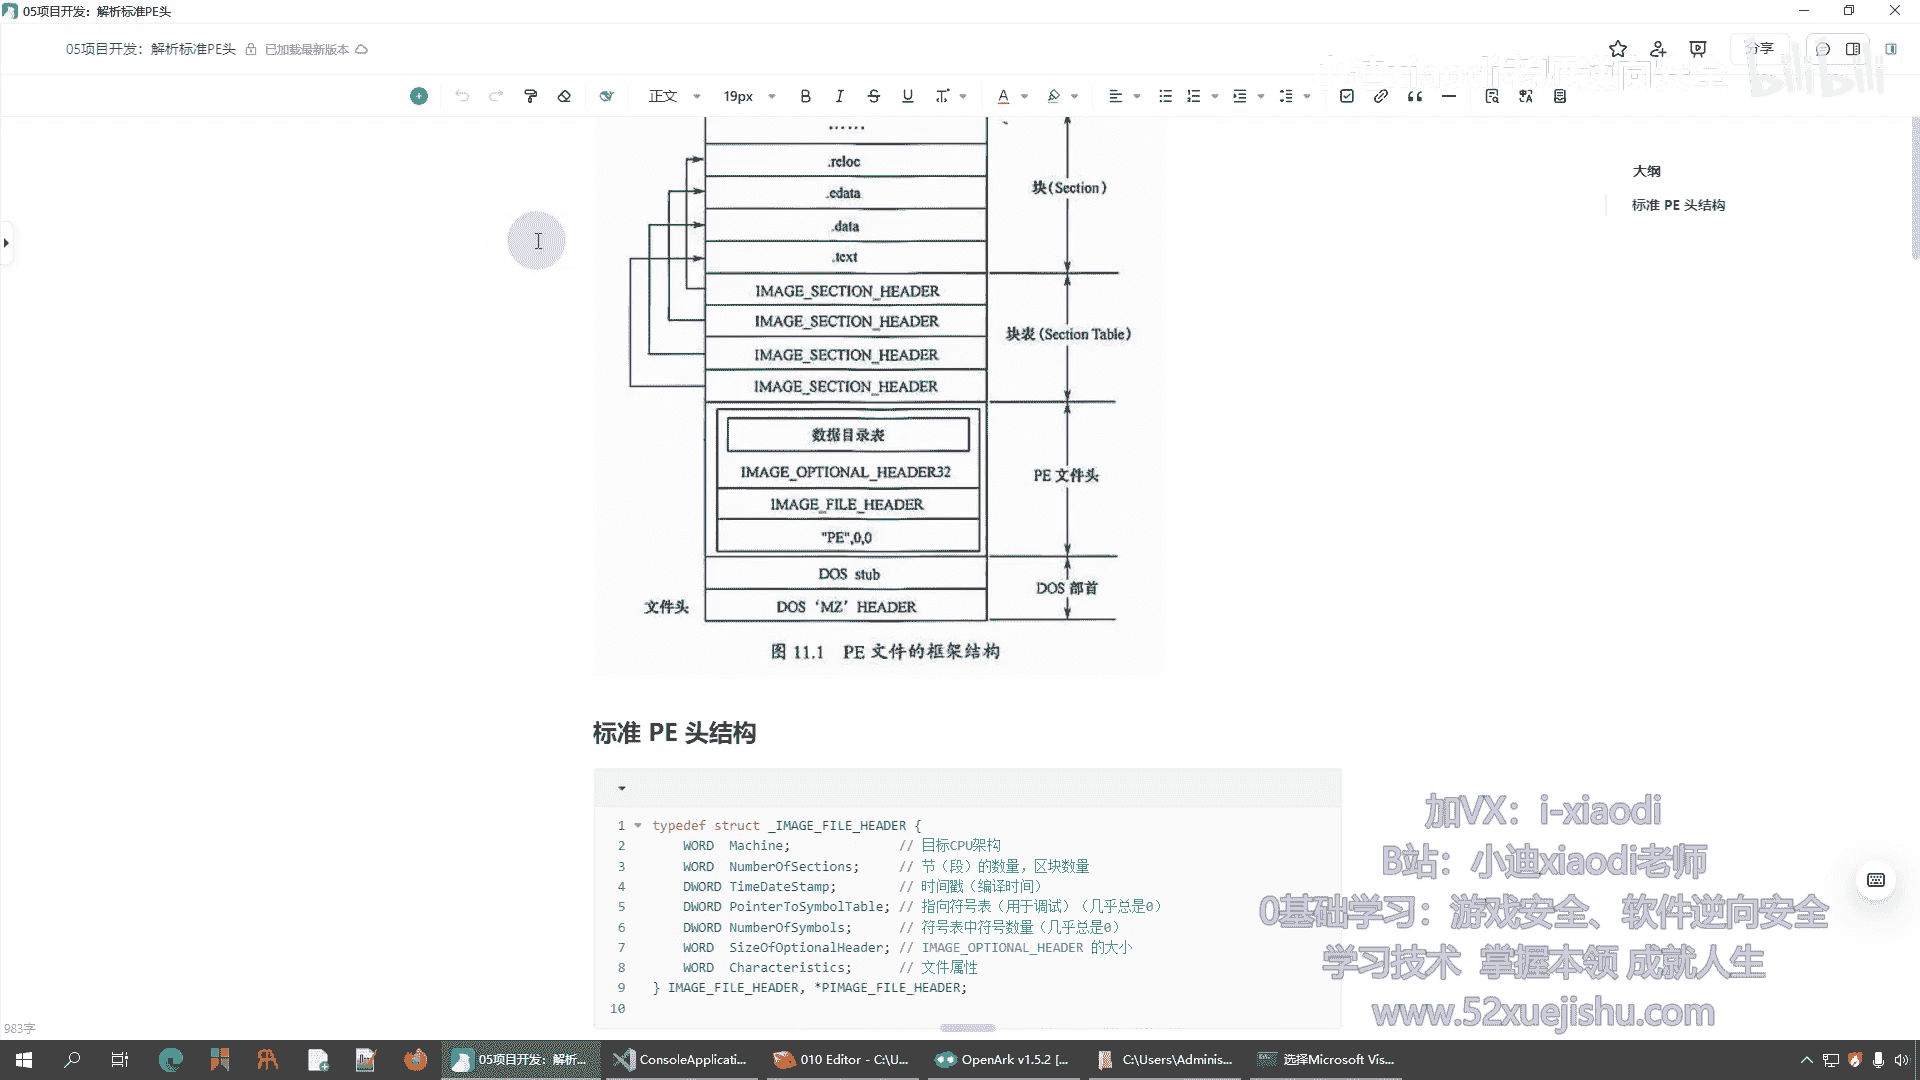 05项目开发：解析标准PE头
05项目开发：解析标准PE头 已加载最新版本
分享
bilibili
正文 19px
……
.reloc
.edata
.data
.text
块(Section)
IMAGE_SECTION_HEADER
IMAGE_SECTION_HEADER
IMAGE_SECTION_HEADER
IMAGE_SECTION_HEADER
块表(Section Table)
数据目录表
IMAGE_OPTIONAL_HEADER32
IMAGE_FILE_HEADER
"PE",0,0
PE 文件头
DOS stub
DOS 'MZ' HEADER
DOS 部首
文件头
图 11.1 PE 文件的框架结构
大纲
标准 PE 头结构
标准 PE 头结构
1 typedef struct _IMAGE_FILE_HEADER {
2 WORD Machine; // 目标CPU架构
3 WORD NumberOfSections; // 节（段）的数量，区块数量
4 DWORD TimeDateStamp; // 时间戳（编译时间）
5 DWORD PointerToSymbolTable; // 指向符号表（用于调试）（几乎总是0）
6 DWORD NumberOfSymbols; // 符号表中符号数量（几乎总是0）
7 WORD SizeOfOptionalHeader; // IMAGE_OPTIONAL_HEADER 的大小
8 WORD Characteristics; // 文件属性
9 } IMAGE_FILE_HEADER, *PIMAGE_FILE_HEADER;
10
加VX：i-xiaodi
B站：小迪xiaodi老师
0基础学习：游戏安全、软件逆向安全
学习技术 掌握本领 成就人生
www.52xuejishu.com
983字
05项目开发：解析...
ConsoleApplicati...
010 Editor - C:\U...
OpenArk v1.5.2 [...
C:\Users\Adminis...
选择Microsoft Vis...